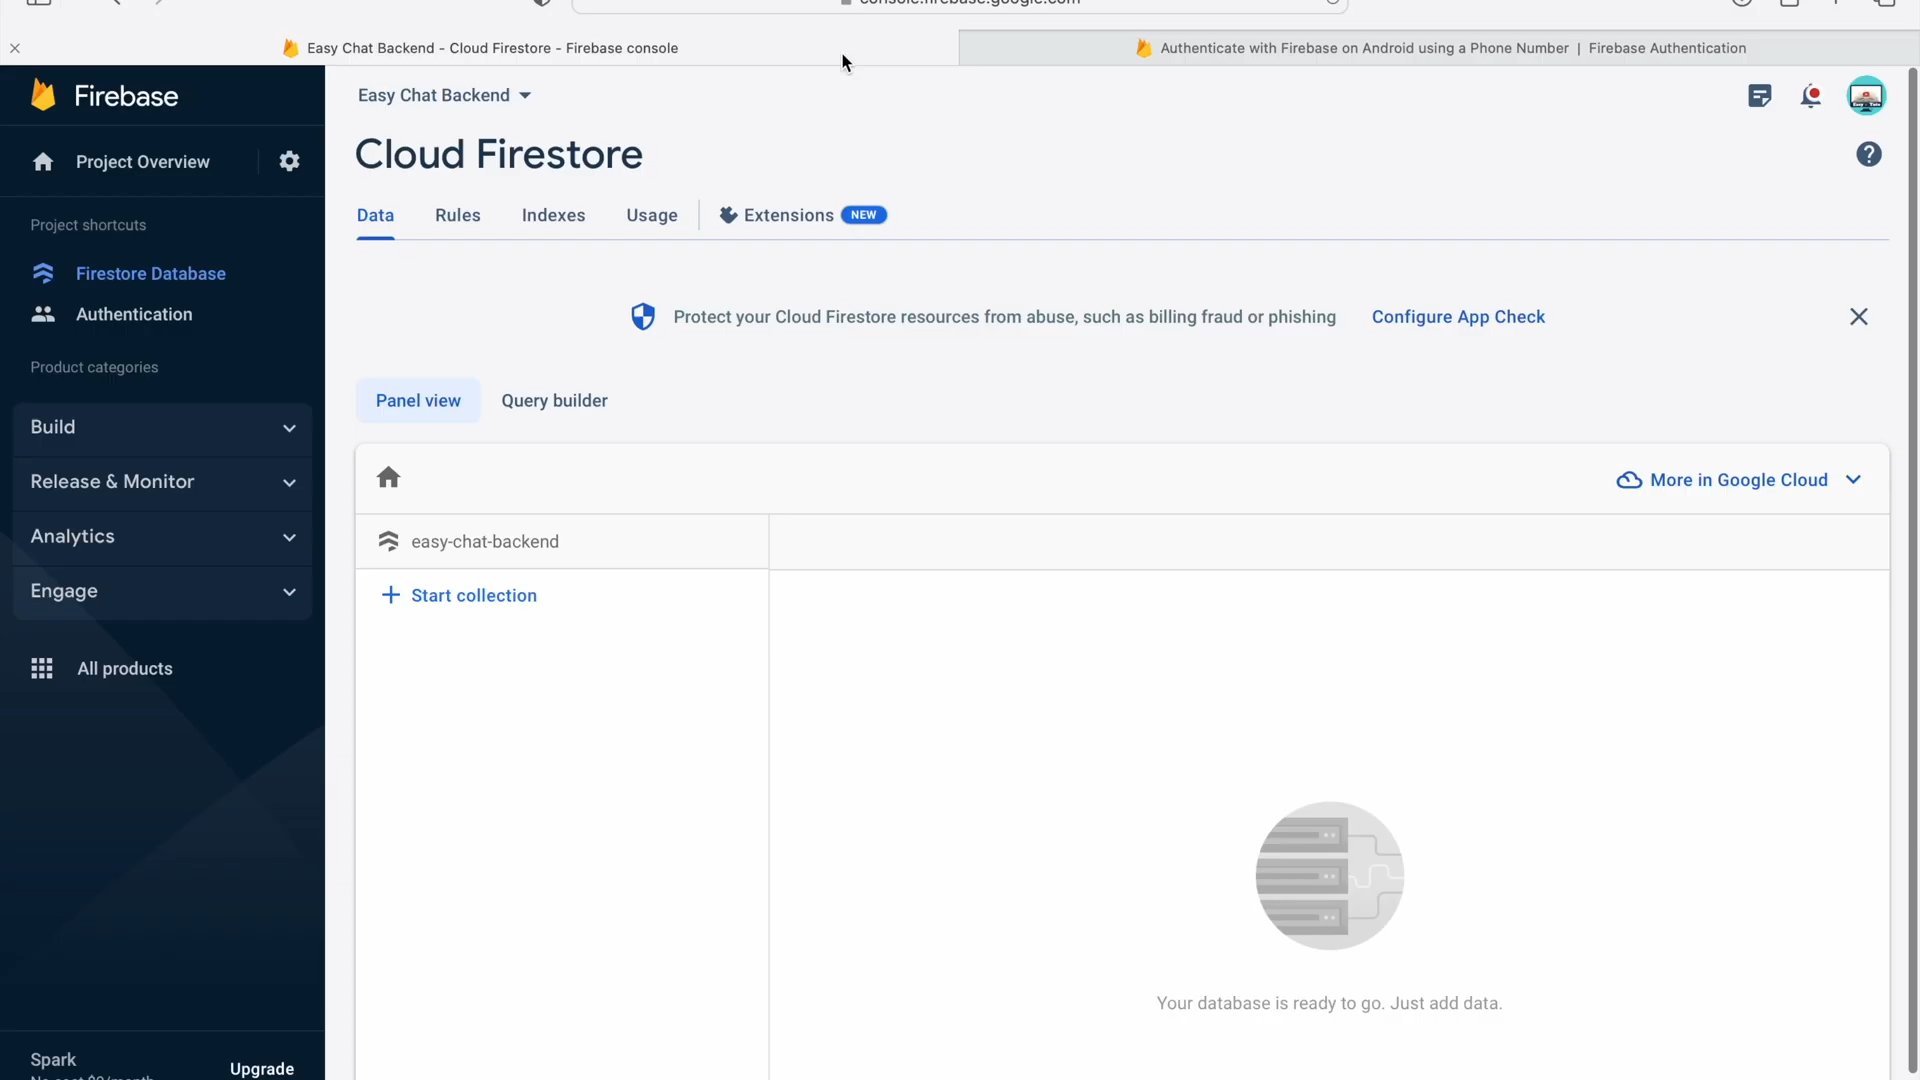 console.firebase.google.com
Easy Chat Backend - Cloud Firestore - Firebase console
Authenticate with Firebase on Android using a Phone Number | Firebase Authentication
Firebase
Easy Chat Backend
Project Overview
Cloud Firestore
Project shortcuts
Data
Rules
Indexes
Usage
Extensions
NEW
Firestore Database
Authentication
Protect your Cloud Firestore resources from abuse, such as billing fraud or phishing
Configure App Check
Product categories
Panel view
Query builder
Build
Release & Monitor
More in Google Cloud
Analytics
easy-chat-backend
Engage
Start collection
All products
Your database is ready to go. Just add data.
Spark
No cost $0/month
Upgrade